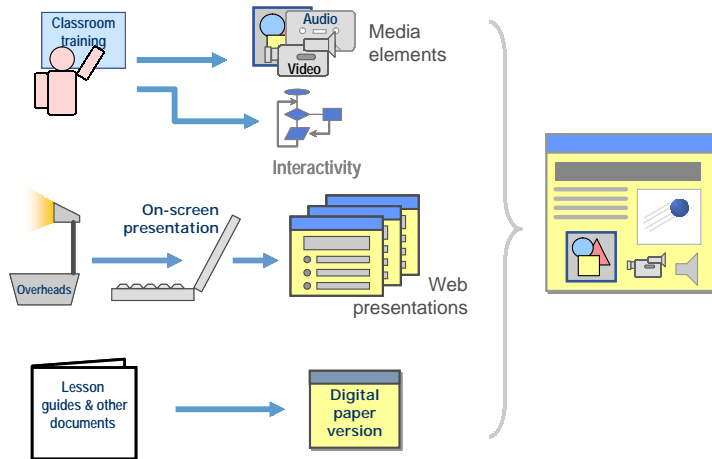 Classroom
training
Audio
Video
Media
elements
Interactivity
On-screen
presentation
Overheads
Web
presentations
Lesson
guides & other
documents
Digital
paper
version